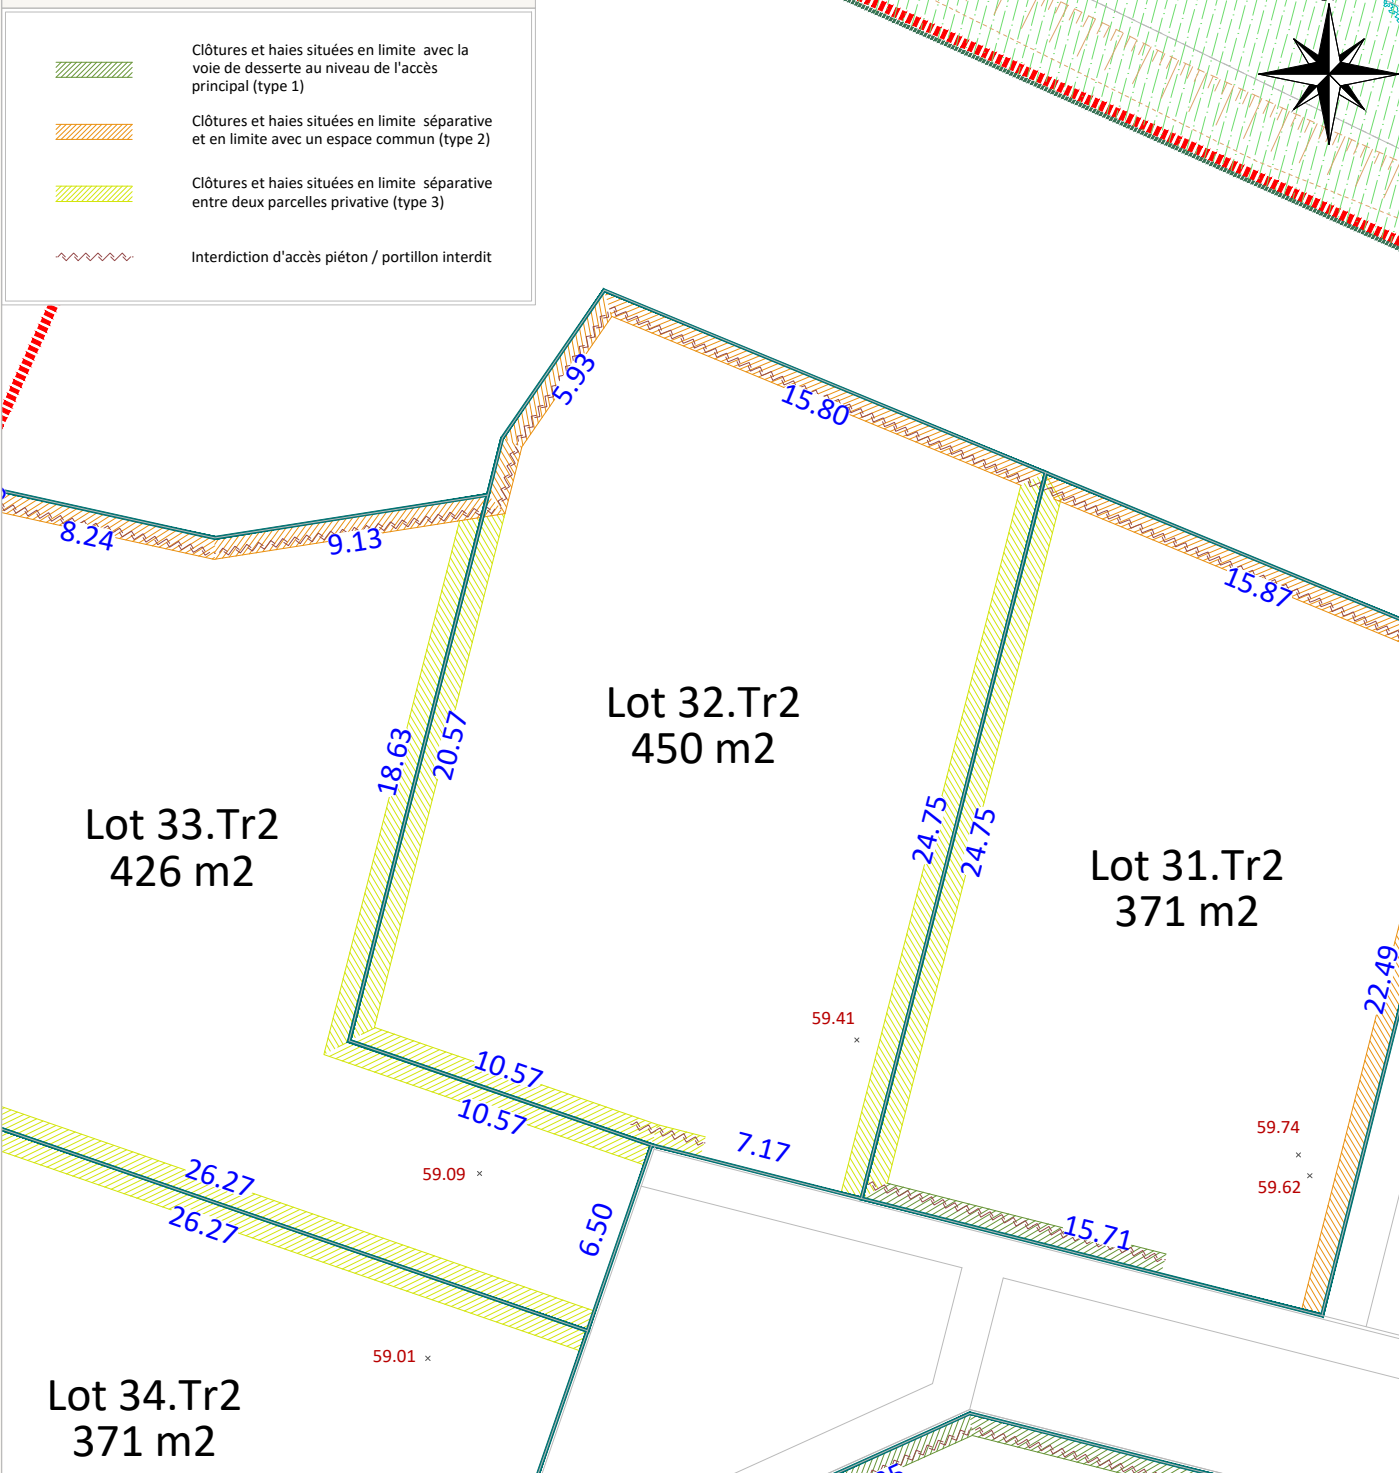 Clôtures et haies situées en limite avec la
voie de desserte au niveau de l'accès
principal (type 1)
Clôtures et haies situées en limite séparative
et en limite avec un espace commun (type 2)
Clôtures et haies situées en limite séparative
entre deux parcelles privative (type 3)
Interdiction d'accès piéton / portillon interdit
5.93
15.80
8.24
9.13
15.87
Lot 32.Tr2
450 m2
18.63
20.57
Lot 33.Tr2
426 m2
24.75
24.75
Lot 31.Tr2
371 m2
22.49
59.41
10.57
10.57
7.17
59.74
59.62
59.09
26.27
26.27
6.50
15.71
59.01
Lot 34.Tr2
371 m2